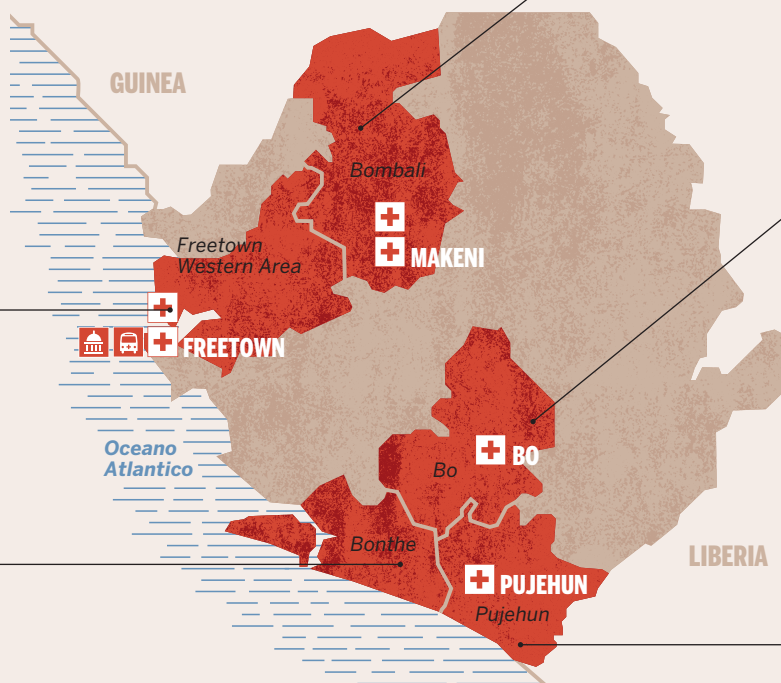 GUINEA
Bombali
MAKENI
Freetown
Western Area
FREETOWN
Oceano
Atlantico
BO
Bo
Bonthe
LIBERIA
PUJEHUN
Pujehun